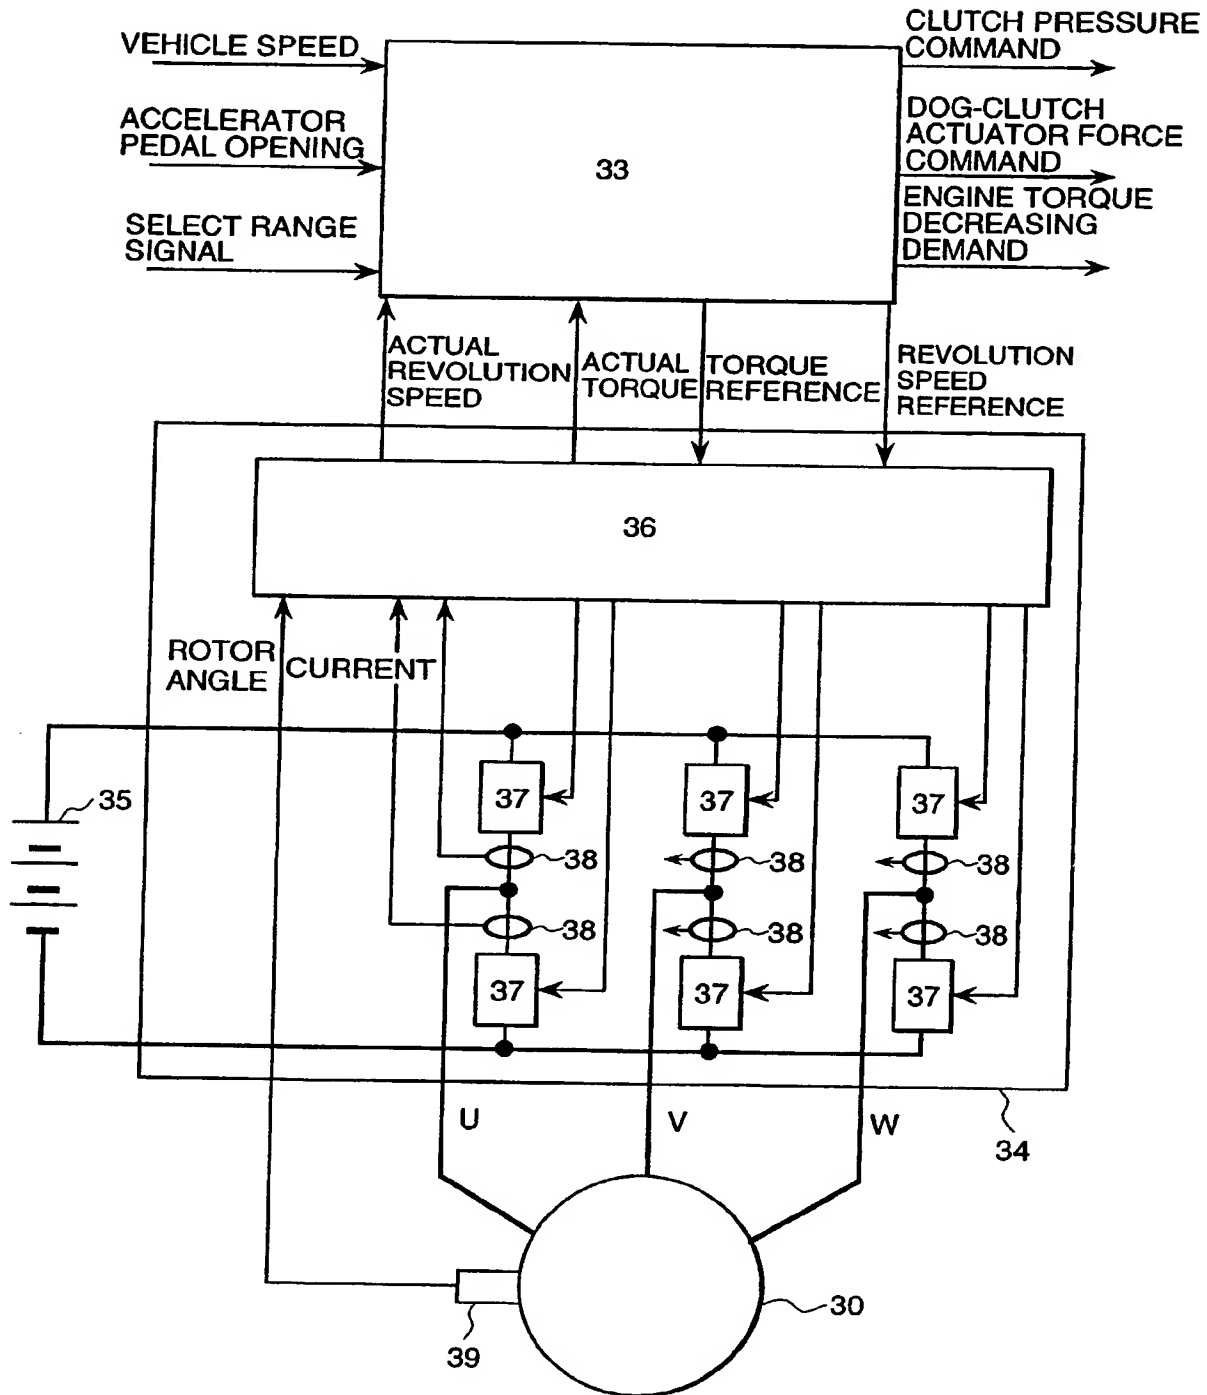 VEHICLE SPEED
ACCELERATOR
PEDAL OPENING
SELECT RANGE
SIGNAL
33
CLUTCH PRESSURE
COMMAND
DOG-CLUTCH
ACTUATOR FORCE
COMMAND
ENGINE TORQUE
DECREASING
DEMAND
ACTUAL
REVOLUTION
SPEED
ACTUAL
TORQUE
TORQUE
REFERENCE
REVOLUTION
SPEED
REFERENCE
36
ROTOR
ANGLE
CURRENT
35
37
37
37
38
38
38
38
38
38
37
37
37
U
V
W
34
30
39